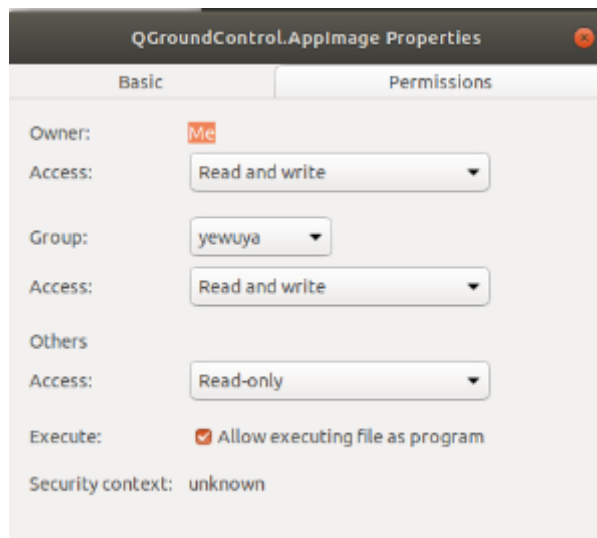 QGroundControl.AppImage Properties
Basic Permissions
Owner: Me
Access: Read and write
Group: yewuya
Access: Read and write
Others
Access: Read-only
Execute: Allow executing file as program
Security context: unknown